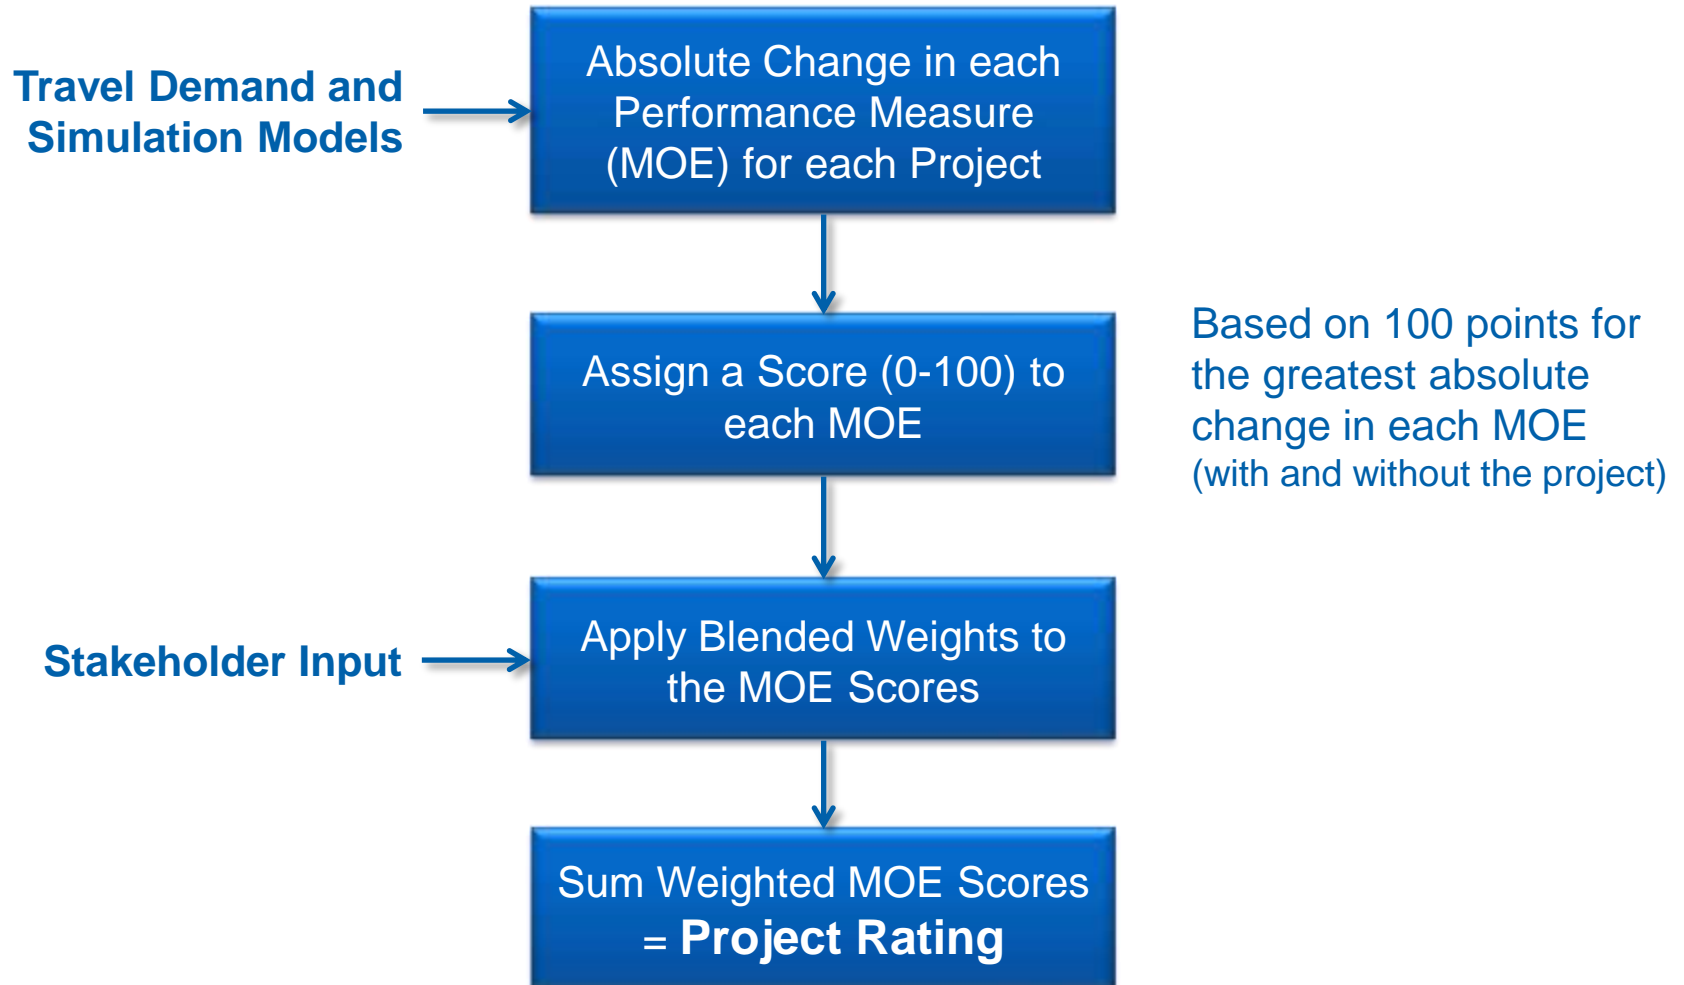 Travel Demand and
Simulation Models
Absolute Change in each
Performance Measure
(MOE) for each Project
Assign a Score (0-100) to
each MOE
Based on 100 points for
the greatest absolute
change in each MOE
(with and without the project)
Stakeholder Input
Apply Blended Weights to
the MOE Scores
Sum Weighted MOE Scores
= Project Rating